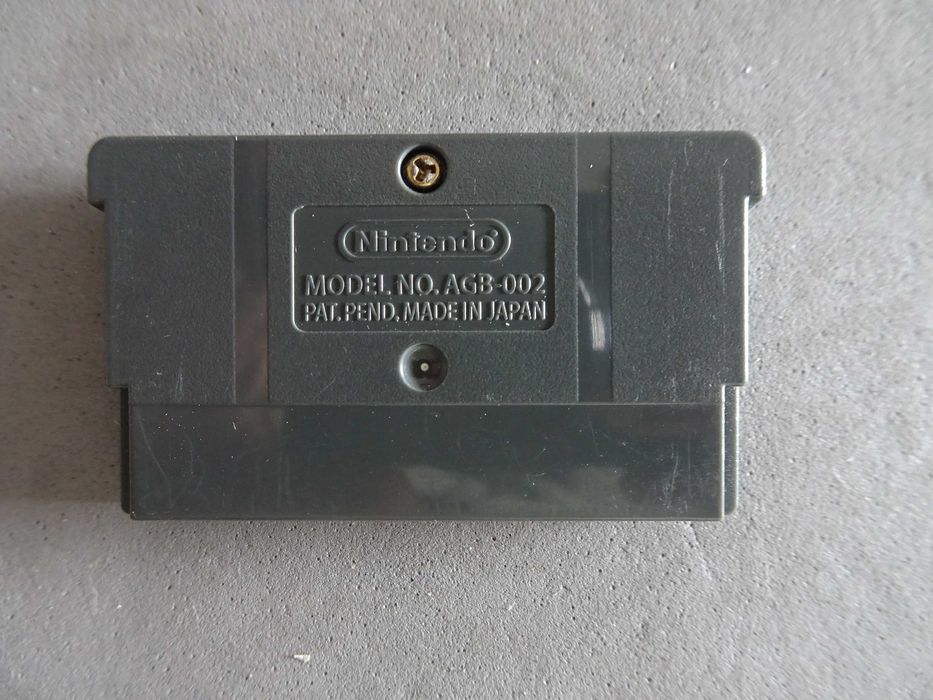 Nintendo
MODEL NO. AGB-002
PAT. PEND, MADE IN JAPAN